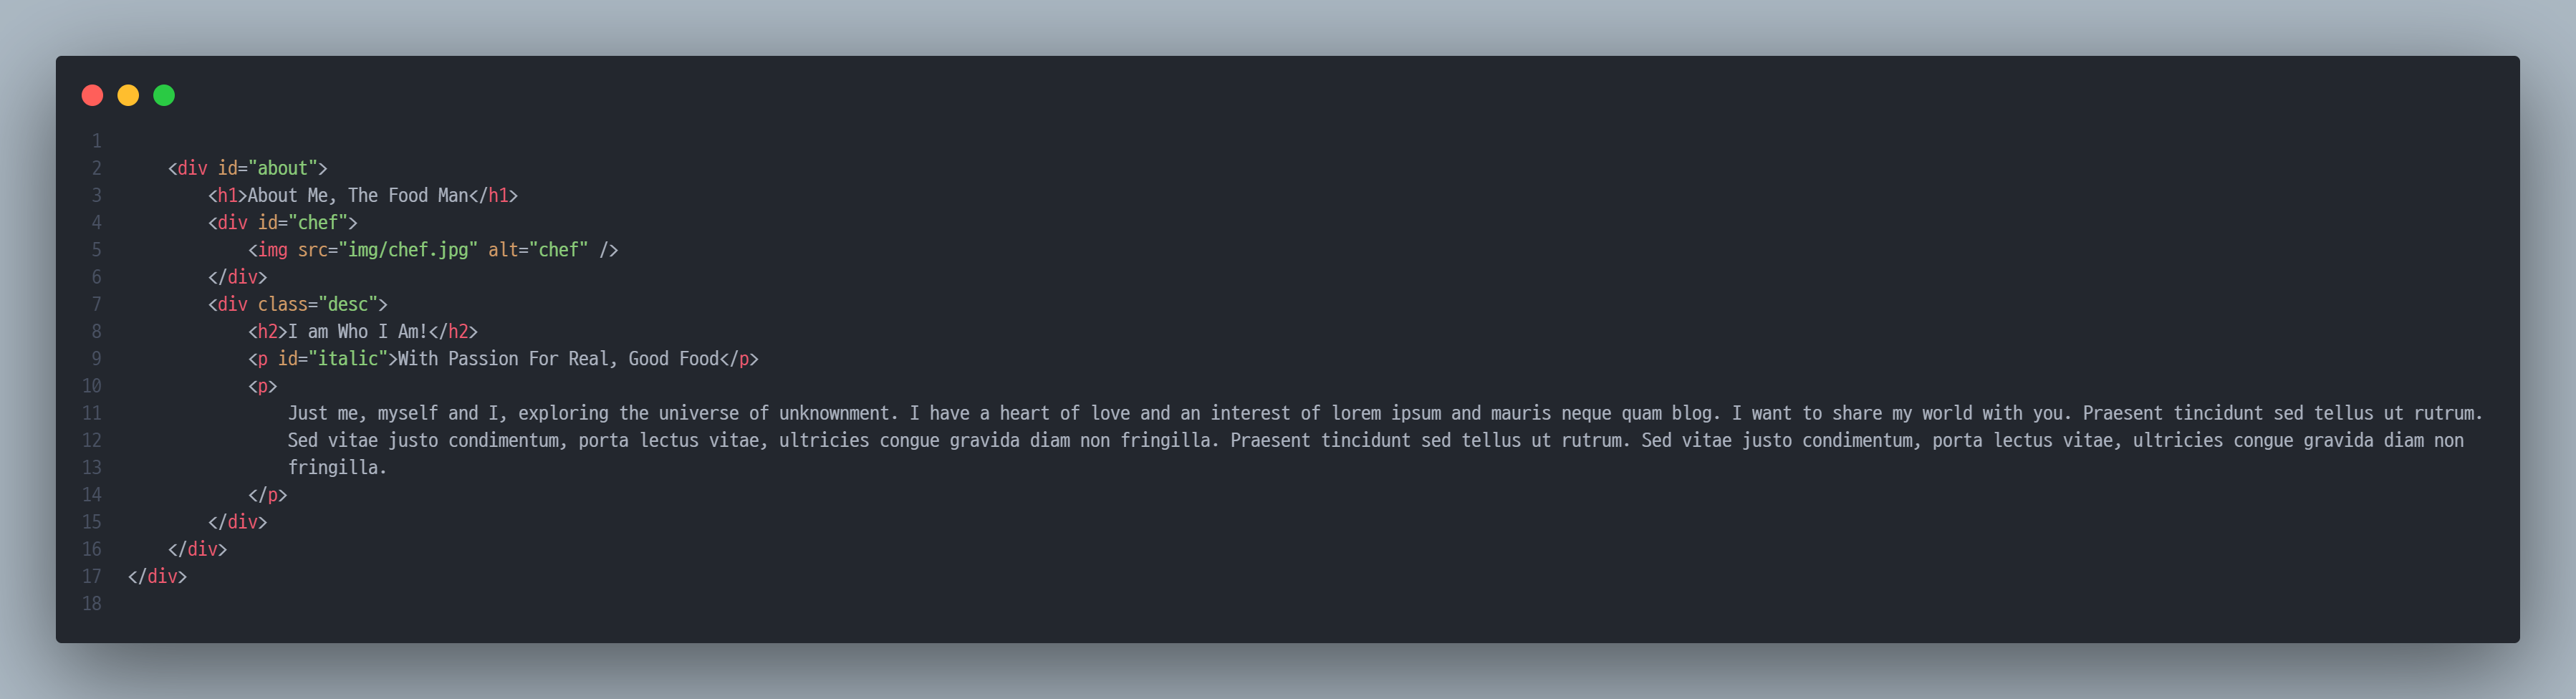 1
2 <div id="about">
3 <h1>About Me, The Food Man</h1>
4 <div id="chef">
5 <img src="img/chef.jpg" alt="chef" />
6 </div>
7 <div class="desc">
8 <h2>I am Who I Am!</h2>
9 <p id="italic">With Passion For Real, Good Food</p>
10 <p>
11 Just me, myself and I, exploring the universe of unknownment. I have a heart of love and an interest of lorem ipsum and mauris neque quam blog. I want to share my world with you. Praesent tincidunt sed tellus ut rutrum.
12 Sed vitae justo condimentum, porta lectus vitae, ultricies congue gravida diam non fringilla. Praesent tincidunt sed tellus ut rutrum. Sed vitae justo condimentum, porta lectus vitae, ultricies congue gravida diam non
13 fringilla.
14 </p>
15 </div>
16 </div>
17 </div>
18